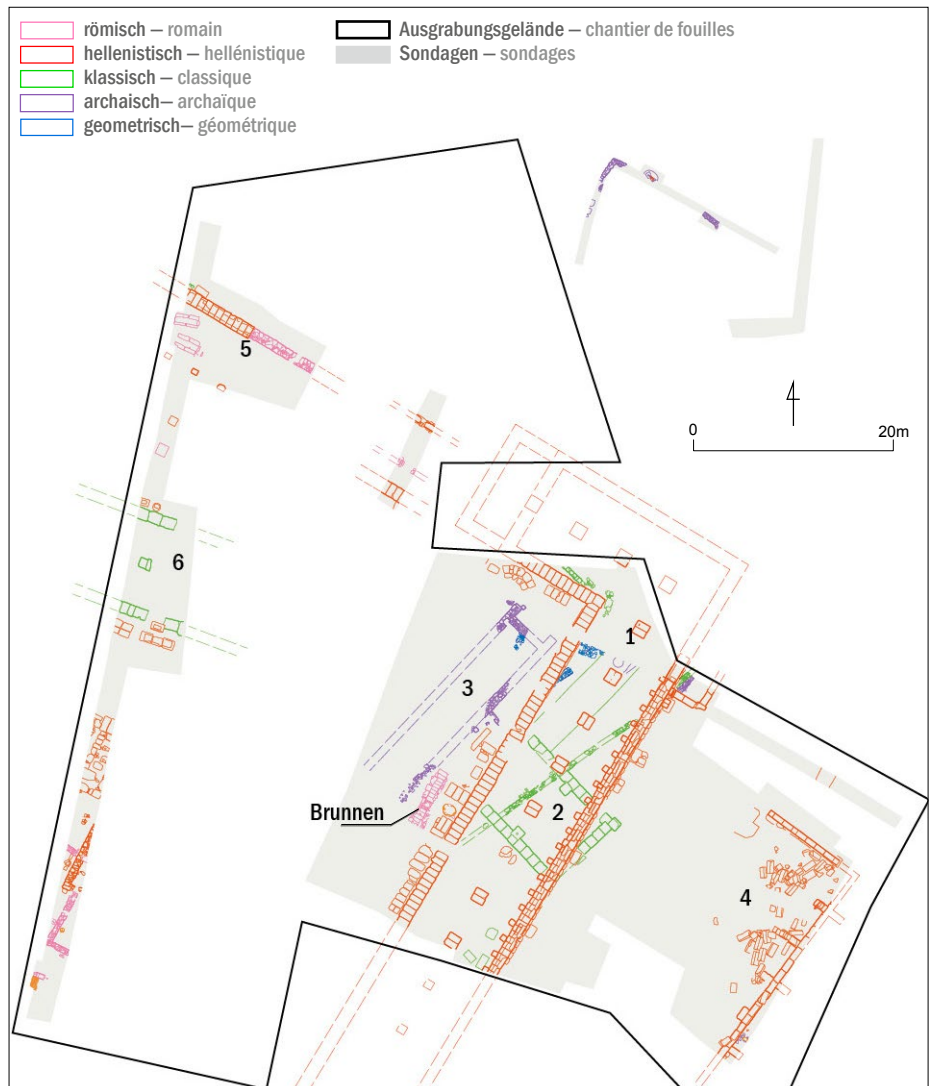 römisch – romain
hellenistisch – hellénistique
klassisch – classique
archaisch– archaïque
geometrisch– géométrique
Ausgrabungsgelände – chantier de fouilles
Sondagen – sondages
0 20m
5
6
1
3
2
Brunnen
4